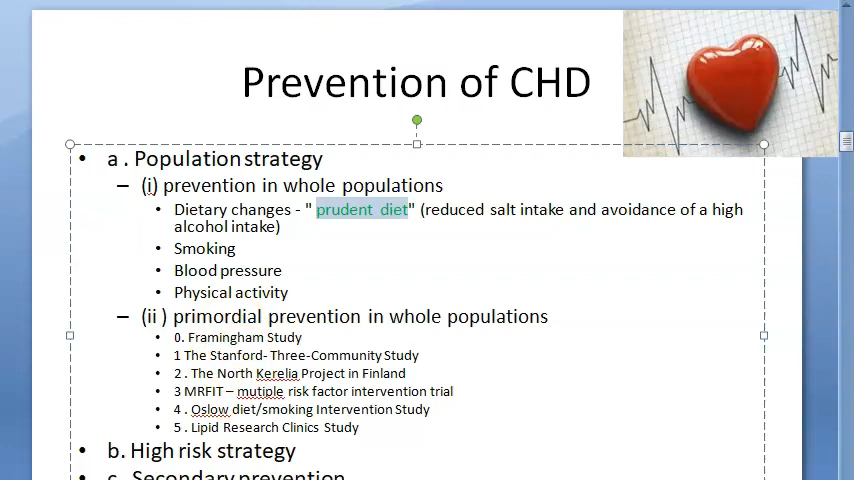 Prevention of CHD
• a . Population strategy
– (i) prevention in whole populations
• Dietary changes - " prudent diet" (reduced salt intake and avoidance of a high
alcohol intake)
• Smoking
• Blood pressure
• Physical activity
– (ii ) primordial prevention in whole populations
• 0. Framingham Study
• 1 The Stanford- Three-Community Study
• 2 . The North Kerelia Project in Finland
• 3 MRFIT – mutiple risk factor intervention trial
• 4 . Oslow diet/smoking Intervention Study
• 5 . Lipid Research Clinics Study
• b. High risk strategy
• c. Secondary prevention